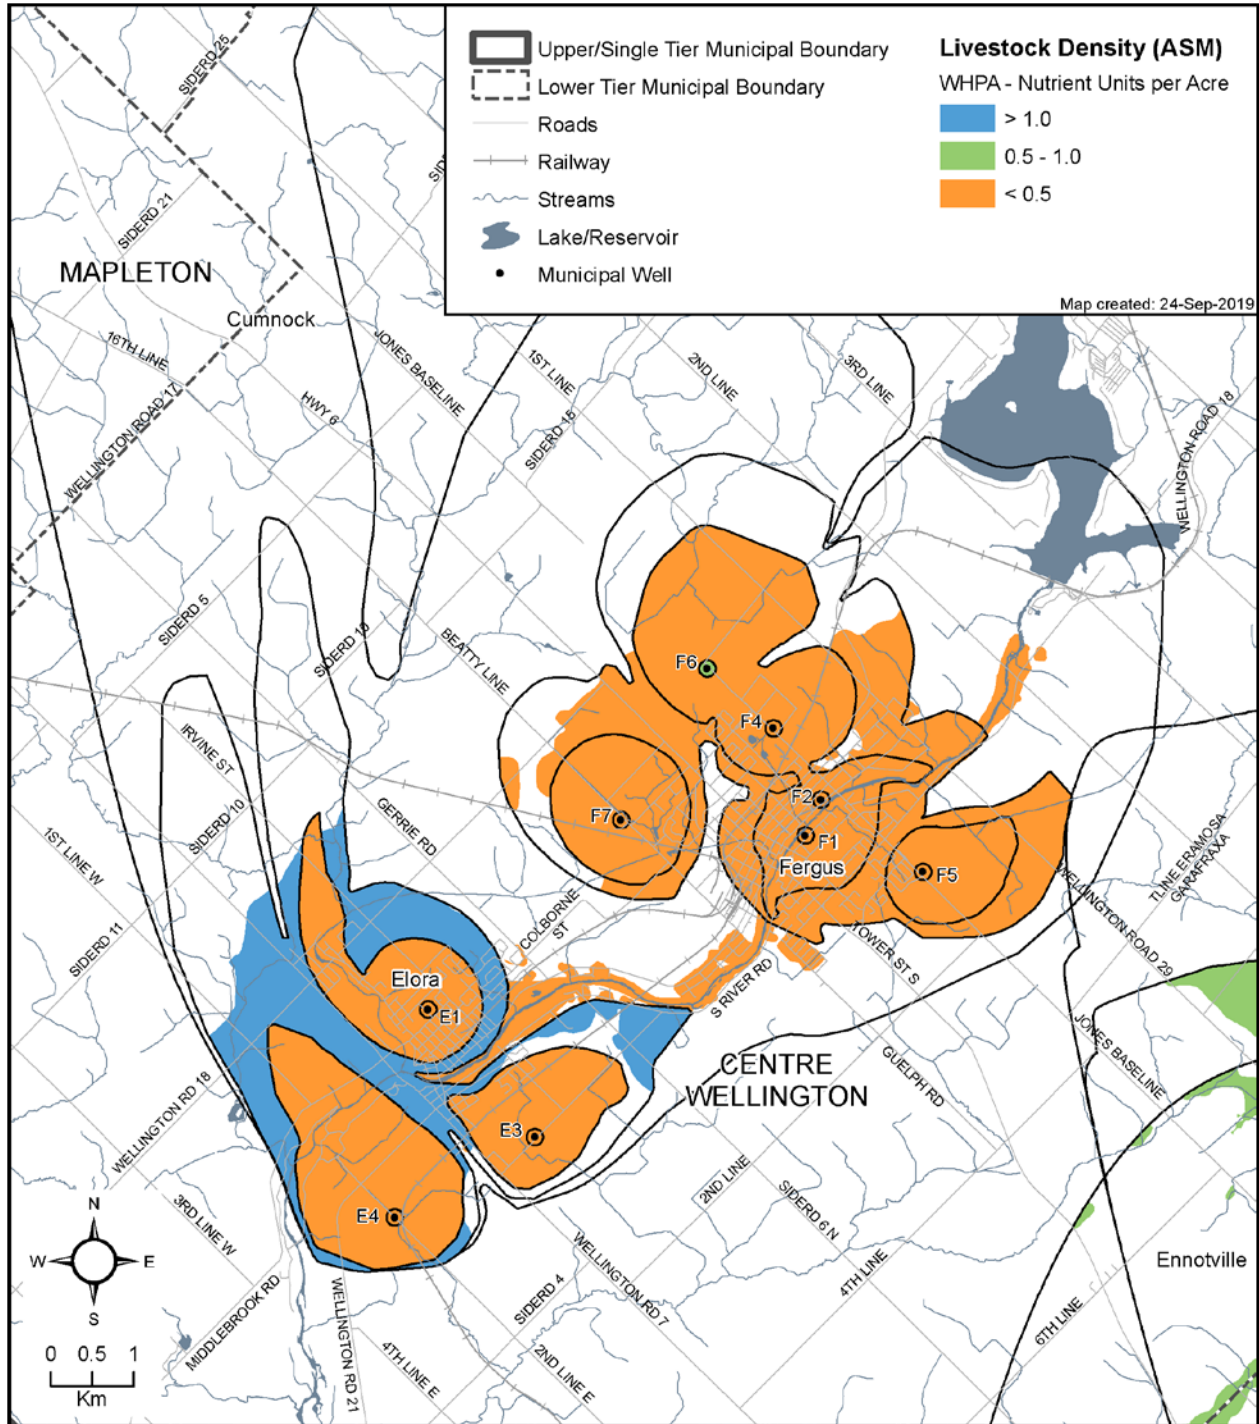 Upper/Single Tier Municipal Boundary
Lower Tier Municipal Boundary
Roads
Railway
Streams
Lake/Reservoir
Municipal Well
Livestock Density (ASM)
WHPA - Nutrient Units per Acre
> 1.0
0.5 - 1.0
< 0.5
Map created: 24-Sep-2019
SIDERD 25
SIDERD 21
MAPLETON
Cumnock
16TH LINE
WELLINGTON ROAD 17
HWY 6
JONES BASELINE
1ST LINE
2ND LINE
3RD LINE
SIDERD 15
WELLINGTON ROAD 18
SIDERD 5
SIDERD 10
BEATTY LINE
IRVINE ST
SIDERD 10
GERRIE RD
1ST LINE W
SIDERD 11
F6
F4
F7
F2
F1
Fergus
F5
COLBORNE
ST
TOWER ST S
WELLINGTON ROAD 29
TLINE ERAMOSA
GARAFRAXA
Elora
E1
S RIVER RD
CENTRE
WELLINGTON
GUELPH RD
JONES BASELINE
WELLINGTON RD 18
E3
E4
3RD LINE W
2ND LINE
SIDERD 6 N
4TH LINE
6TH LINE
Ennotville
MIDDLEBROOK RD
WELLINGTON RD 21
4TH LINE E
SIDERD 4
2ND LINE E
WELLINGTON RD 7
N
W
E
S
0 0.5 1
Km